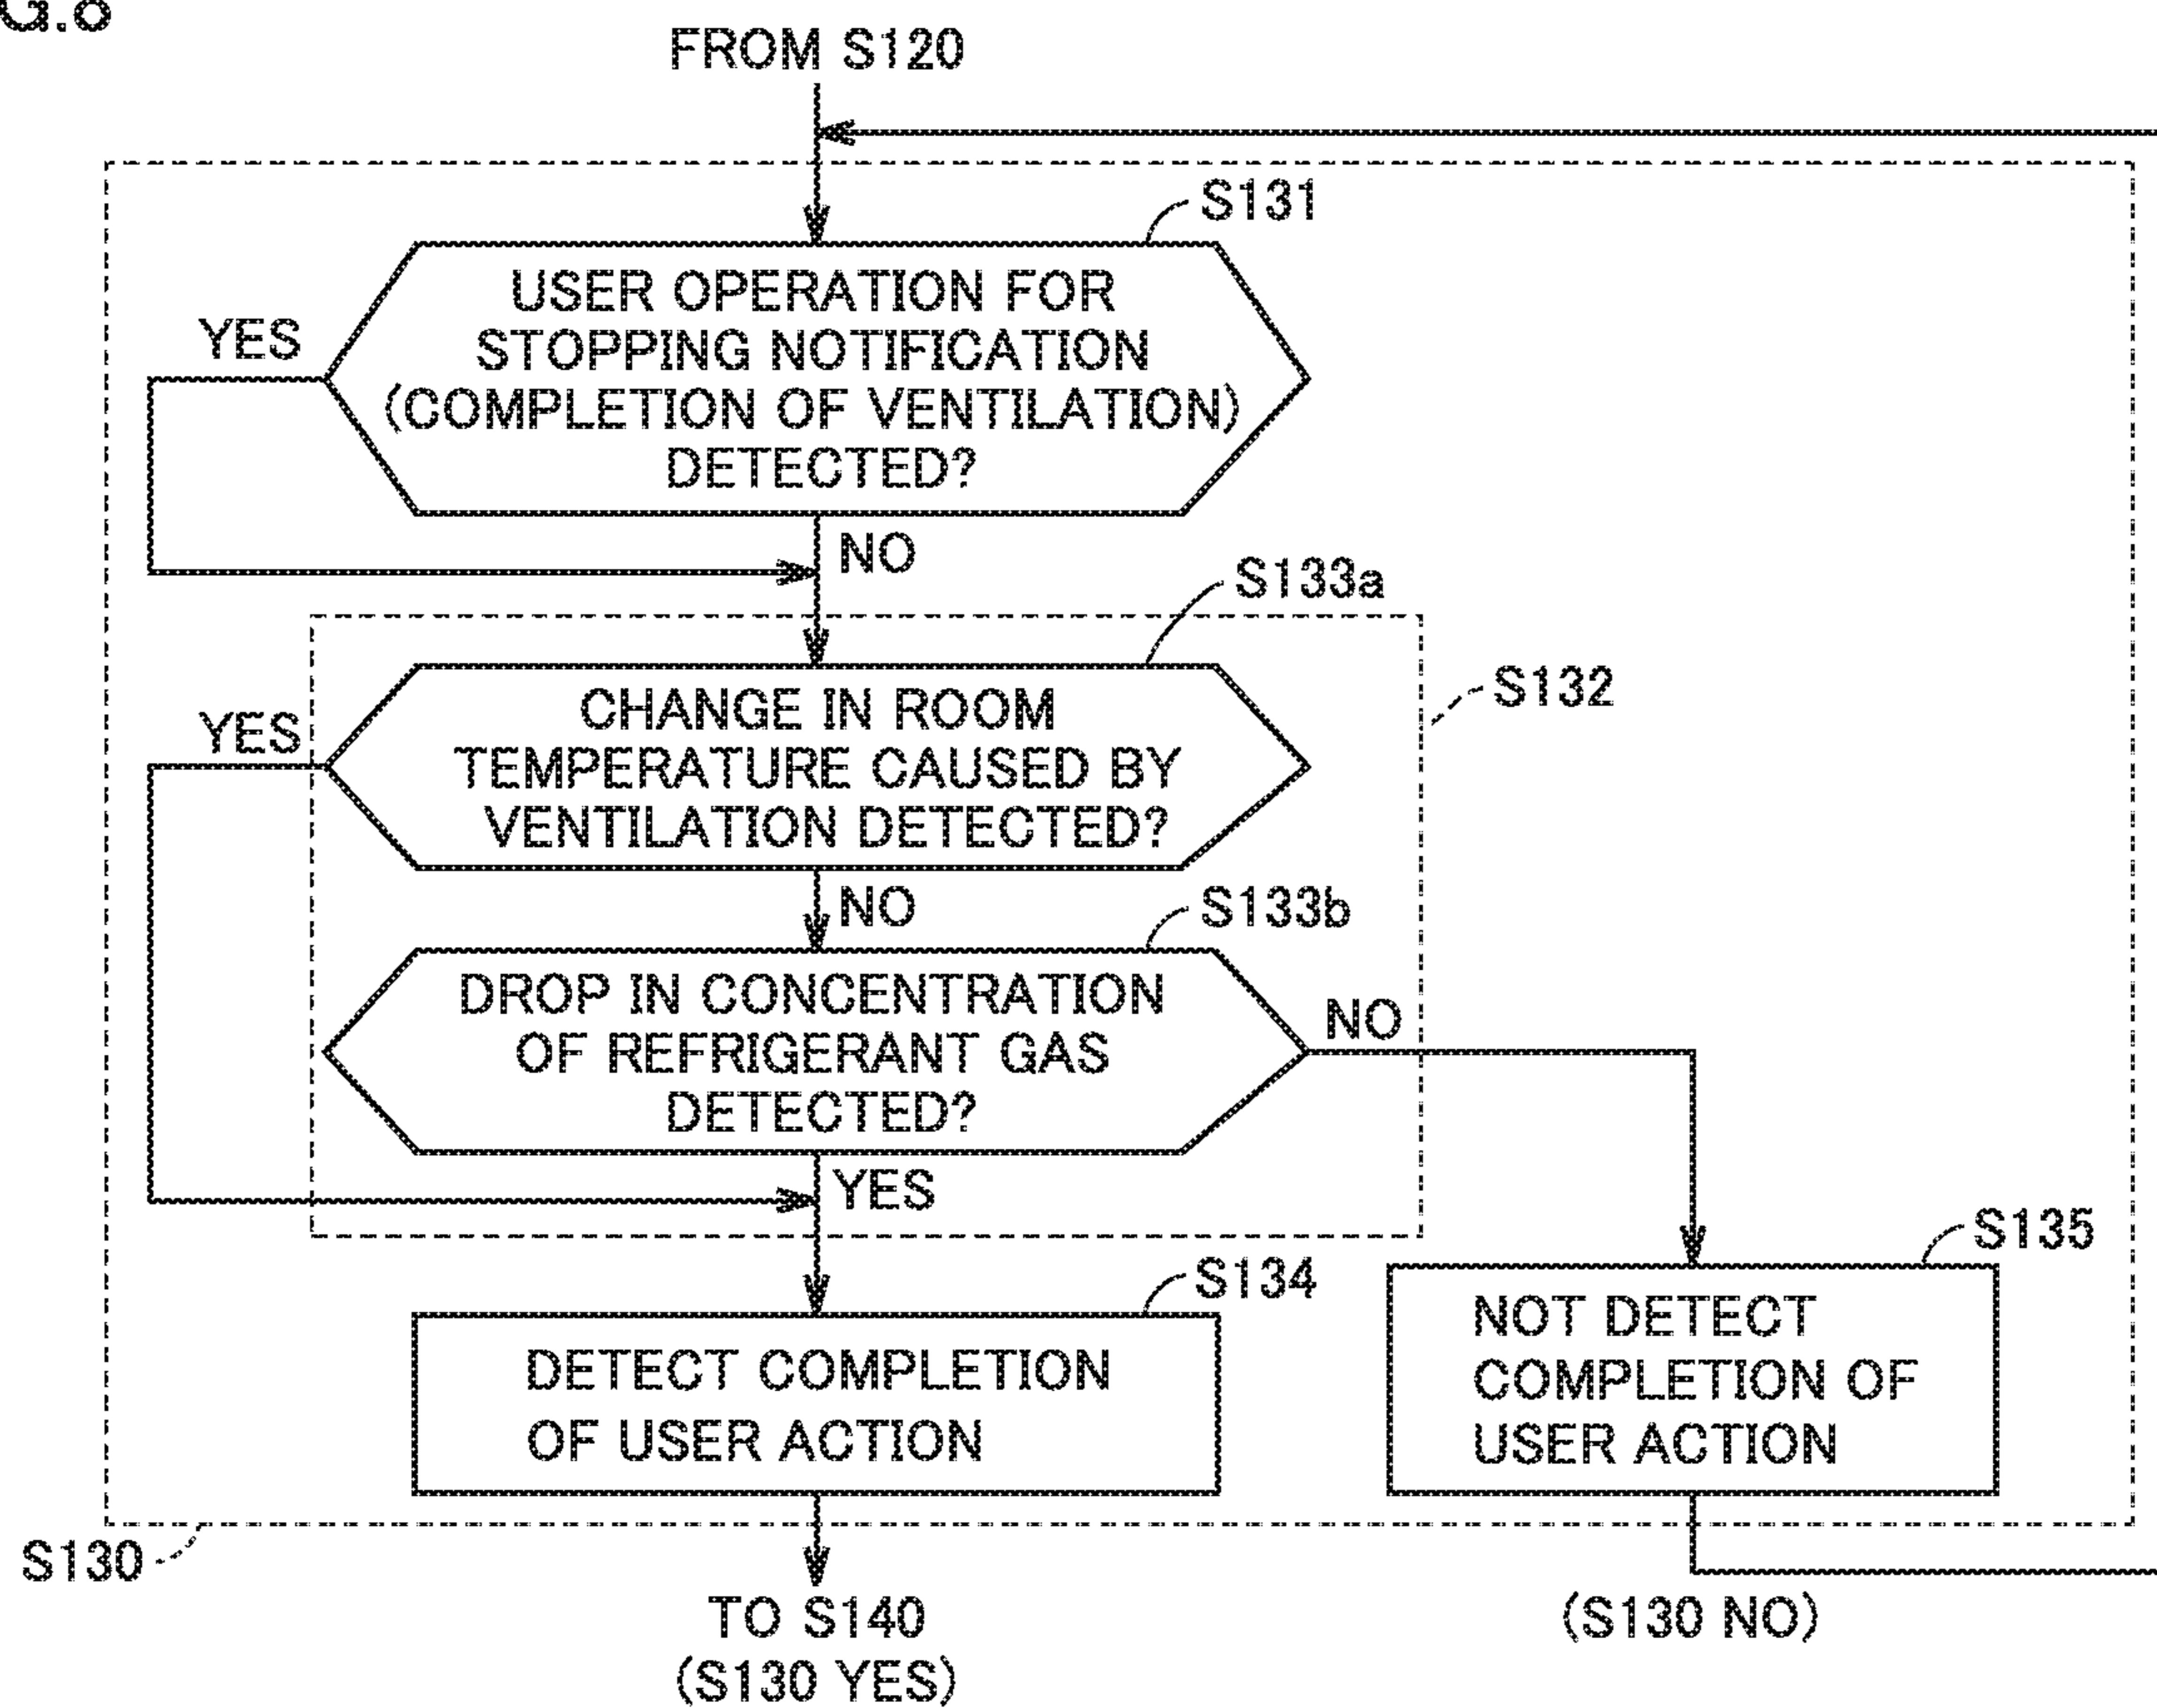 G.8
FROM S120
S131
USER OPERATION FOR
STOPPING NOTIFICATION
(COMPLETION OF VENTILATION)
DETECTED?
YES
NO
S133a
S132
CHANGE IN ROOM
TEMPERATURE CAUSED BY
VENTILATION DETECTED?
YES
NO
S133b
DROP IN CONCENTRATION
OF REFRIGERANT GAS
DETECTED?
NO
YES
S134
DETECT COMPLETION
OF USER ACTION
S135
NOT DETECT
COMPLETION OF
USER ACTION
S130
TO S140
(S130 YES)
(S130 NO)